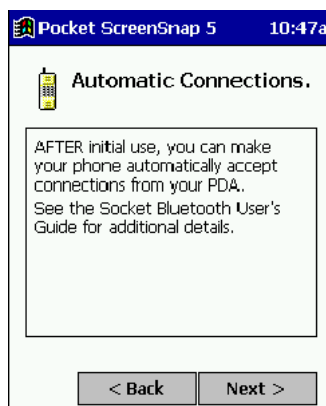 Pocket ScreenSnap 5 10:47a
Automatic Connections.
AFTER initial use, you can make
your phone automatically accept
connections from your PDA.
See the Socket Bluetooth User's
Guide for additional details.
< Back Next >